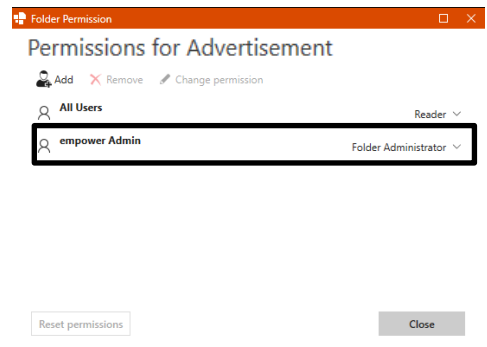 Folder Permission
Permissions for Advertisement
Add Remove Change permission
All Users
Reader
empower Admin
Folder Administrator
Reset permissions Close